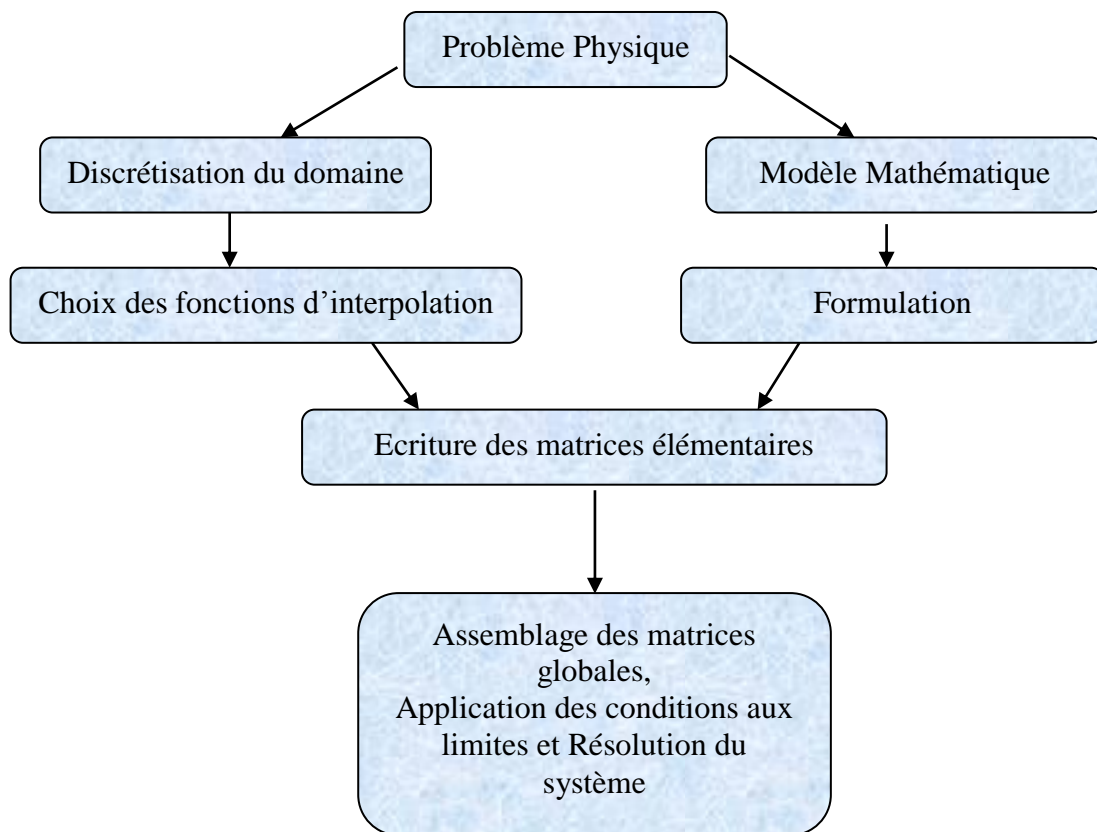 Problème Physique
Discrétisation du domaine
Modèle Mathématique
Choix des fonctions d’interpolation
Formulation
Ecriture des matrices élémentaires
Assemblage des matrices
globales,
Application des conditions aux
limites et Résolution du
système